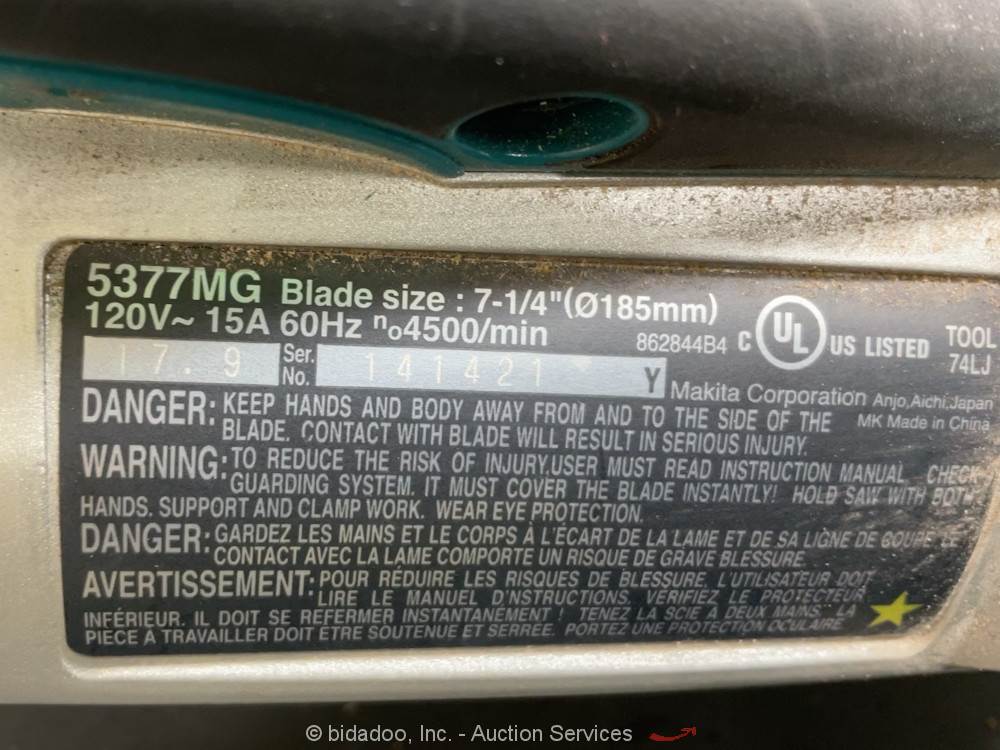 5377MG Blade size : 7-1/4"(Ø185mm)
120V~ 15A 60Hz no4500/min
862844B4 C UL US LISTED TOOL 74LJ
17.9 Ser. No. 141421 Y
Makita Corporation Anjo,Aichi,Japan
MK Made in China
DANGER: KEEP HANDS AND BODY AWAY FROM AND TO THE SIDE OF THE
BLADE. CONTACT WITH BLADE WILL RESULT IN SERIOUS INJURY.
WARNING: TO REDUCE THE RISK OF INJURY,USER MUST READ INSTRUCTION MANUAL. CHECK
GUARDING SYSTEM. IT MUST COVER THE BLADE INSTANTLY! HOLD SAW WITH BOTH
HANDS. SUPPORT AND CLAMP WORK. WEAR EYE PROTECTION.
DANGER: GARDEZ LES MAINS ET LE CORPS À L'ÉCART DE LA LAME ET DE SA LIGNE DE COUPE. LE
CONTACT AVEC LA LAME COMPORTE UN RISQUE DE GRAVE BLESSURE.
AVERTISSEMENT: POUR RÉDUIRE LES RISQUES DE BLESSURE, L'UTILISATEUR DOIT
LIRE LE MANUEL D'INSTRUCTIONS. VÉRIFIEZ LE PROTECTEUR
INFÉRIEUR. IL DOIT SE REFERMER INSTANTANÉMENT ! TENEZ LA SCIE À DEUX MAINS. LA
PIÈCE À TRAVAILLER DOIT ETRE SOUTENUE ET SERRÉE. PORTEZ UNE PROTECTION OCULAIRE
© bidadoo, Inc. - Auction Services